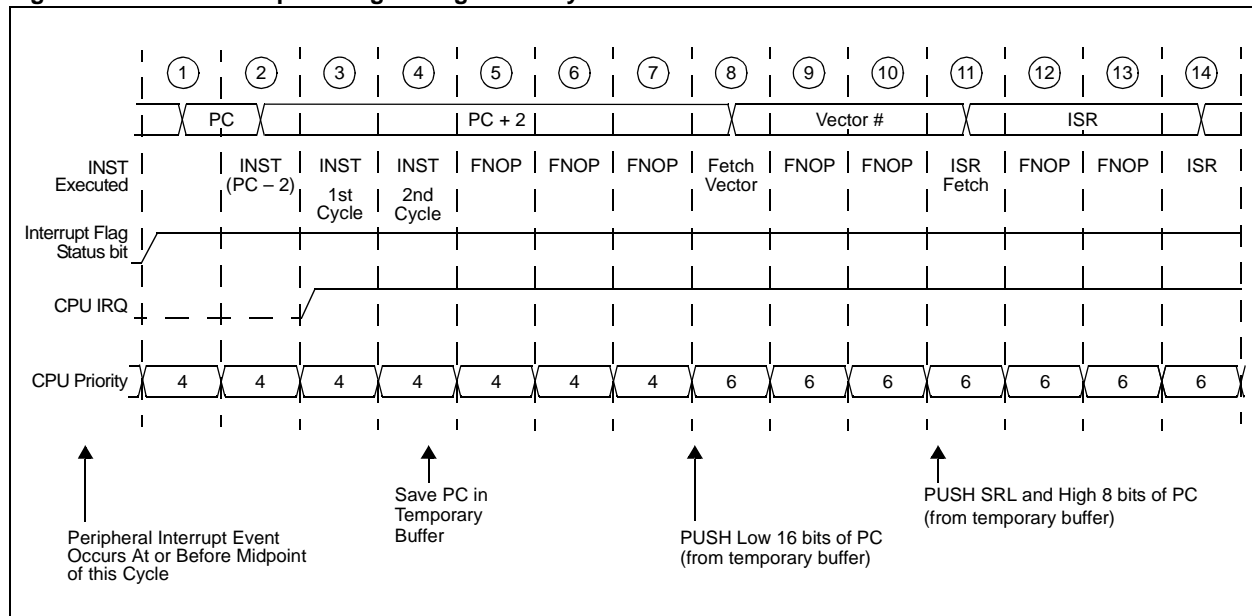 1 2 3 4 5 6 7 8 9 10 11 12 13 14
PC PC + 2 Vector # ISR
INST
Executed
INST
(PC – 2)
INST
1st
Cycle
INST
2nd
Cycle
FNOP FNOP FNOP
Fetch
Vector
FNOP FNOP
ISR
Fetch
FNOP FNOP ISR
Interrupt Flag
Status bit
CPU IRQ
CPU Priority 4 4 4 4 4 4 4 6 6 6 6 6 6 6
Peripheral Interrupt Event
Occurs At or Before Midpoint
of this Cycle
Save PC in
Temporary
Buffer
PUSH Low 16 bits of PC
(from temporary buffer)
PUSH SRL and High 8 bits of PC
(from temporary buffer)